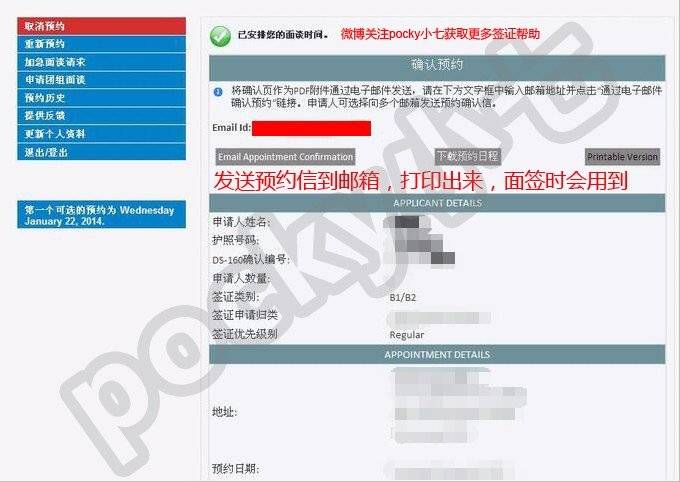 取消预约
重新预约
加急面谈请求
申请团组面谈
预约历史
提供反馈
更新个人资料
退出/登出
第一个可选的预约为 Wednesday
January 22, 2014.
已安排您的面谈时间。 微博关注pocky小七获取更多签证帮助
确认预约
将确认页作为PDF附件通过电子邮件发送，请在下方文字框中输入邮箱地址并点击“通过电子邮件
确认预约”链接。申请人可选择向多个邮箱发送预约确认信。
Email Id:
Email Appointment Confirmation 下载预约日程 Printable Version
发送预约信到邮箱，打印出来，面签时会用到
APPLICANT DETAILS
申请人姓名:
护照号码:
DS-160确认编号:
申请人数量:
签证类别: B1/B2
签证申请归类
签证优先级别 Regular
APPOINTMENT DETAILS
地址:
预约日期:
pocky小七